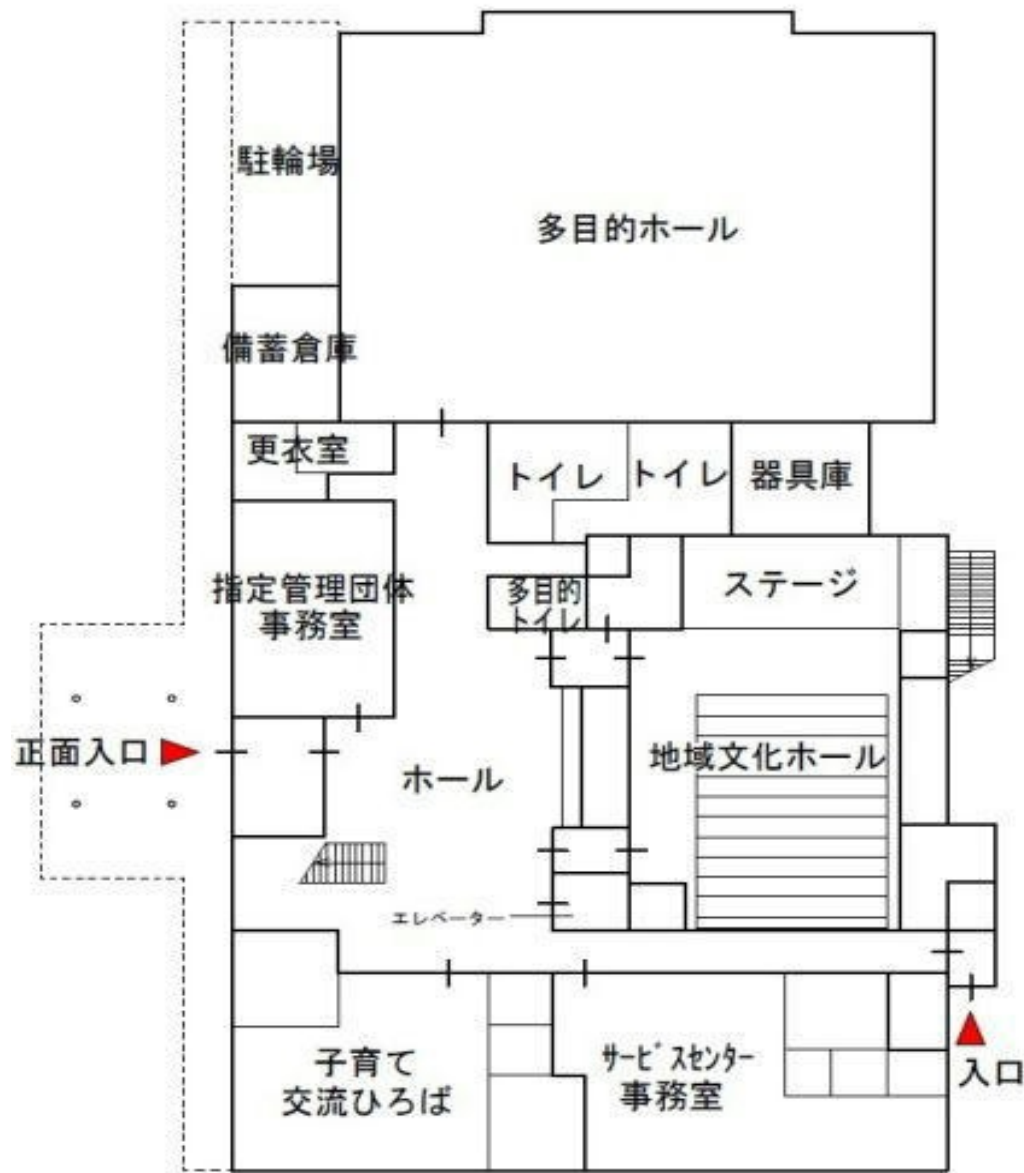 駐輪場
多目的ホール
備蓄倉庫
更衣室
トイレ
トイレ
器具庫
指定管理団体
事務室
多目的
トイレ
ステージ
正面入口
ホール
地域文化ホール
エレベーター
子育て
交流ひろば
サービスセンター
事務室
入口